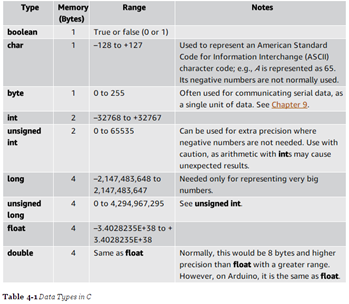 Type Memory Range Notes
(Bytes)
boolean 1 True or false (0 or 1)
char 1 –128 to +127 Used to represent an American Standard
Code for Information Interchange (ASCII)
character code; e.g., A is represented as 65.
Its negative numbers are not normally used.
byte 1 0 to 255 Often used for communicating serial data, as
a single unit of data. See Chapter 9.
int 2 –32768 to +32767
unsigned 2 0 to 65535 Can be used for extra precision where
int negative numbers are not needed. Use with
caution, as arithmetic with ints may cause
unexpected results.
long 4 –2,147,483,648 to Needed only for representing very big
2,147,483,647 numbers.
unsigned 4 0 to 4,294,967,295 See unsigned int.
long
float 4 –3.4028235E+38 to +
3.4028235E+38
double 4 Same as float Normally, this would be 8 bytes and higher
precision than float with a greater range.
However, on Arduino, it is the same as float.
Table 4-1 Data Types in C